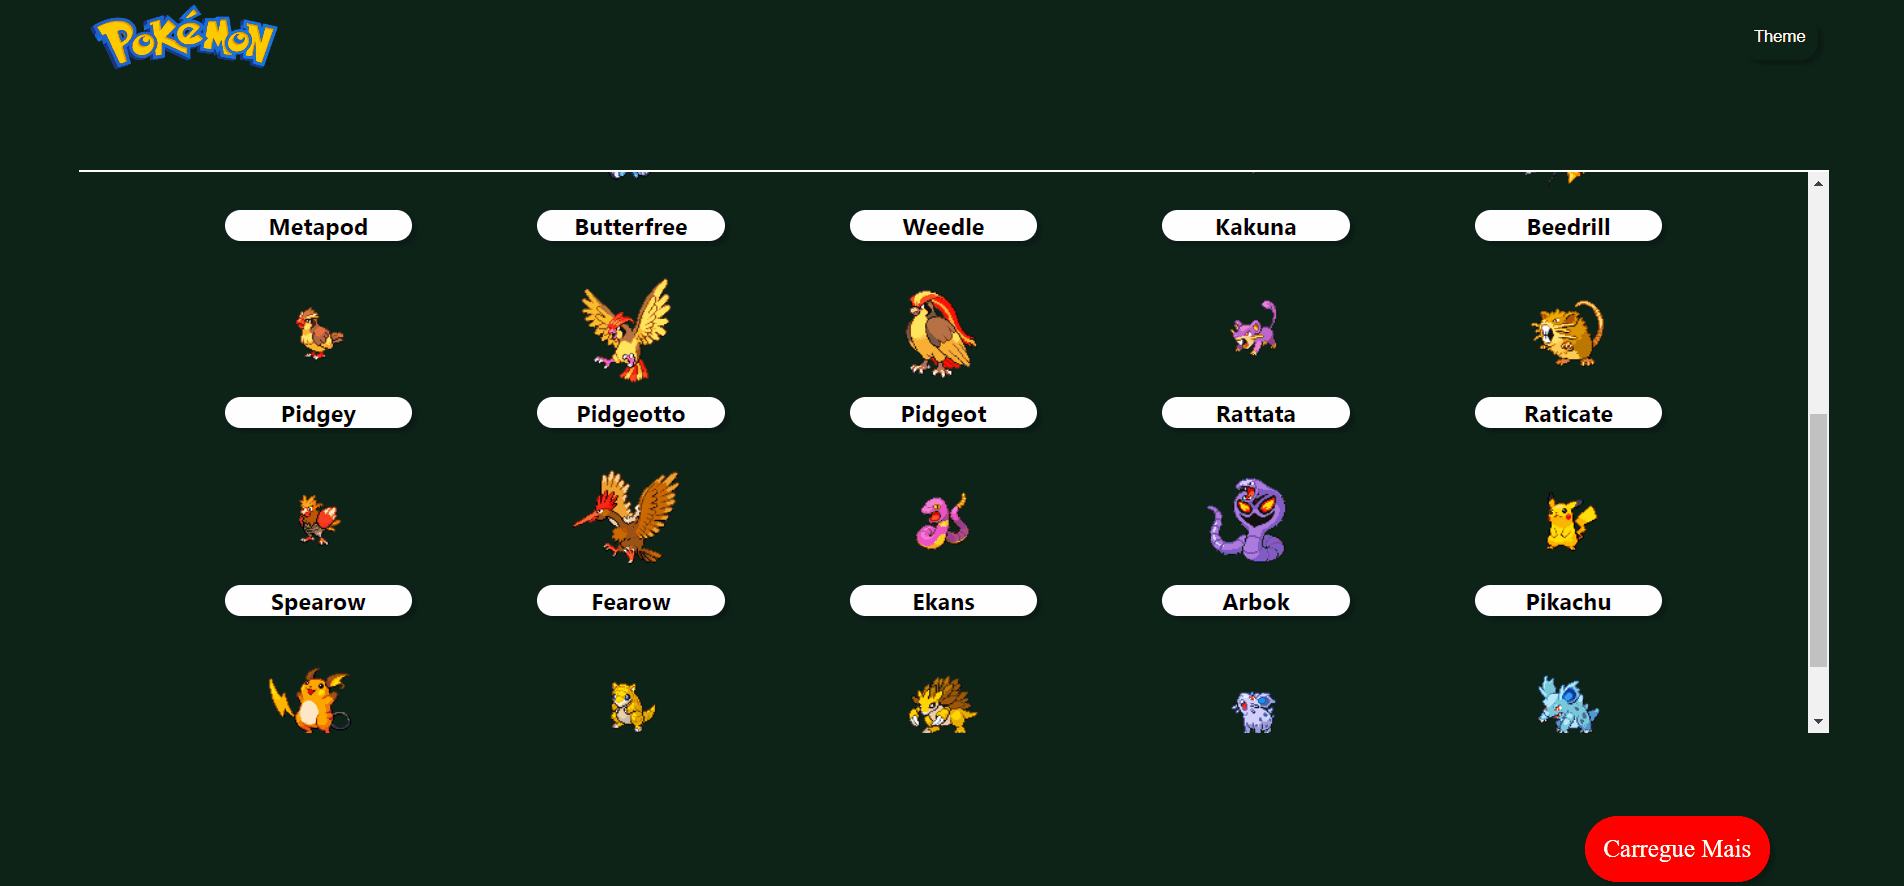 Pokémon
Theme
Metapod
Butterfree
Weedle
Kakuna
Beedrill
Pidgey
Pidgeotto
Pidgeot
Rattata
Raticate
Spearow
Fearow
Ekans
Arbok
Pikachu
Carregue Mais